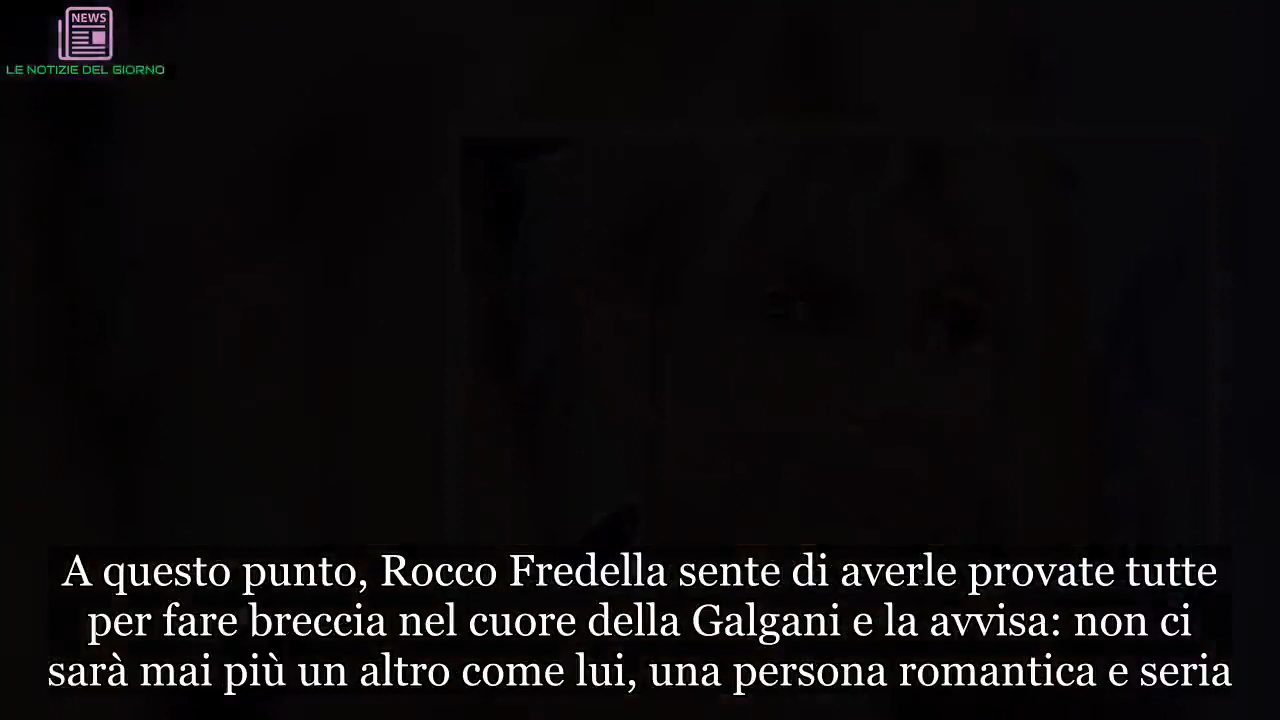 NEWS
LE NOTIZIE DEL GIORNO
A questo punto, Rocco Fredella sente di averle provate tutte
per fare breccia nel cuore della Galgani e la avvisa: non ci
sarà mai più un altro come lui, una persona romantica e seria